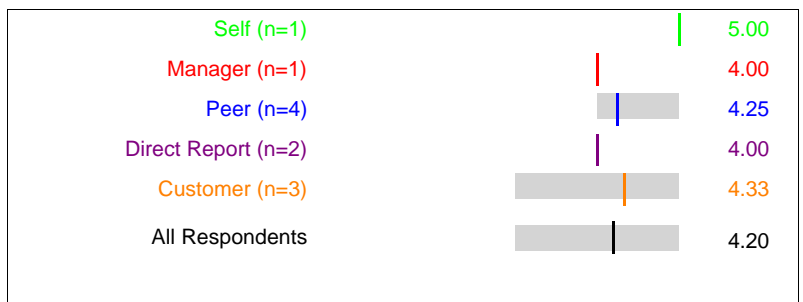 Self (n=1) 5.00
Manager (n=1) 4.00
Peer (n=4) 4.25
Direct Report (n=2) 4.00
Customer (n=3) 4.33
All Respondents 4.20